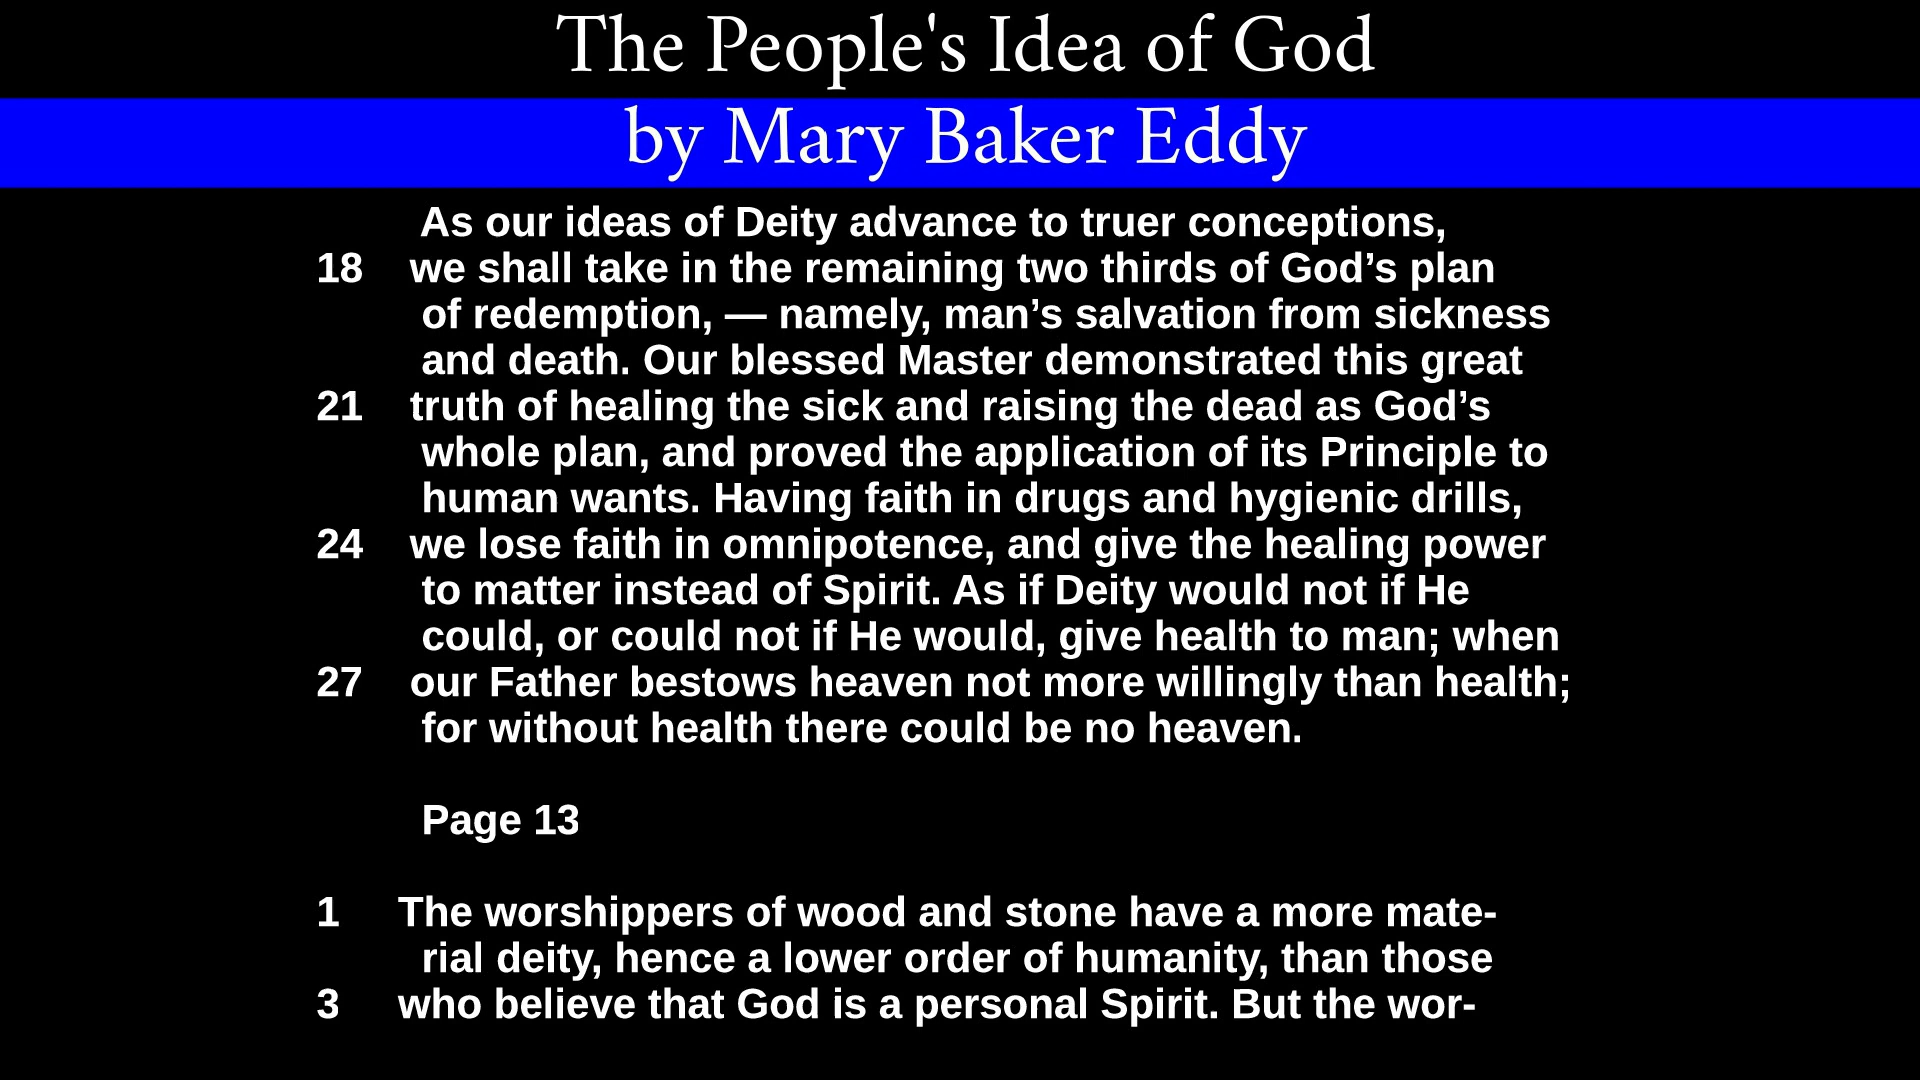 The People's Idea of God
by Mary Baker Eddy
As our ideas of Deity advance to truer conceptions,
18 we shall take in the remaining two thirds of God’s plan
of redemption, — namely, man’s salvation from sickness
and death. Our blessed Master demonstrated this great
21 truth of healing the sick and raising the dead as God’s
whole plan, and proved the application of its Principle to
human wants. Having faith in drugs and hygienic drills,
24 we lose faith in omnipotence, and give the healing power
to matter instead of Spirit. As if Deity would not if He
could, or could not if He would, give health to man; when
27 our Father bestows heaven not more willingly than health;
for without health there could be no heaven.
Page 13
1 The worshippers of wood and stone have a more mate-
rial deity, hence a lower order of humanity, than those
3 who believe that God is a personal Spirit. But the wor-